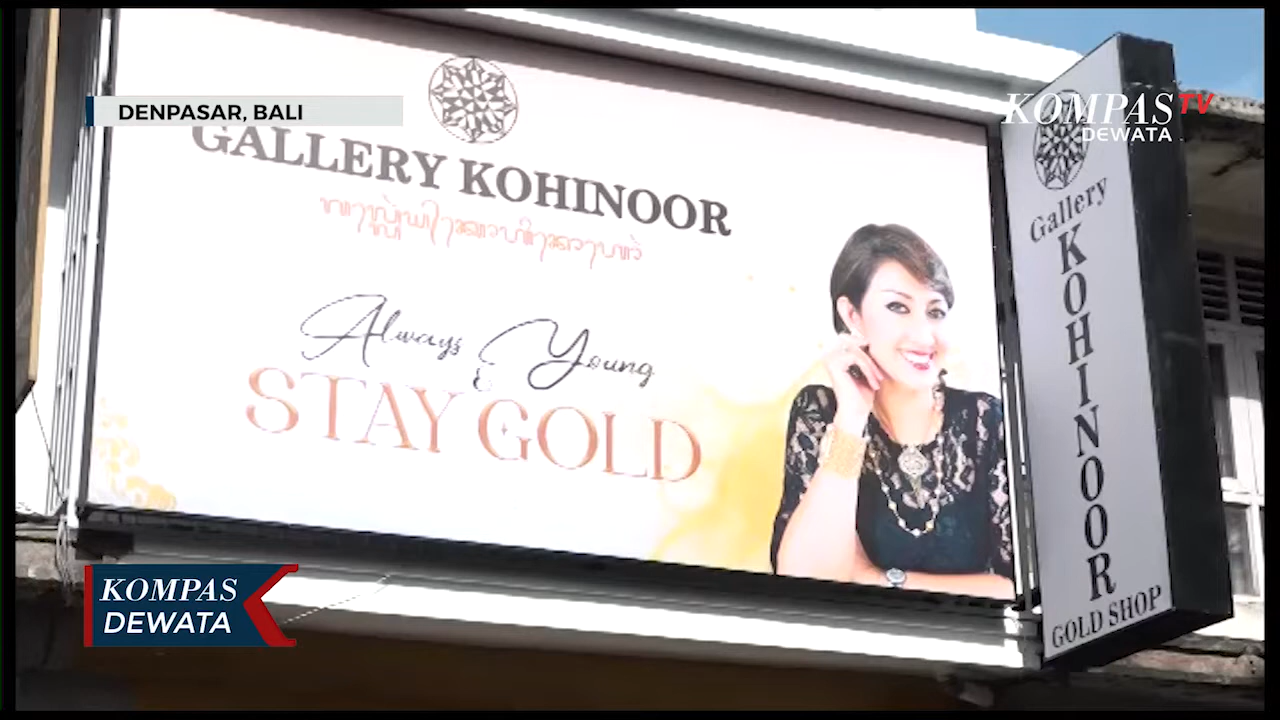 DENPASAR, BALI
KOMPAS TV
DEWATA
GALLERY KOHINOOR
Always Young
&
STAY GOLD
Gallery
KOHINOOR
GOLD SHOP
KOMPAS
DEWATA